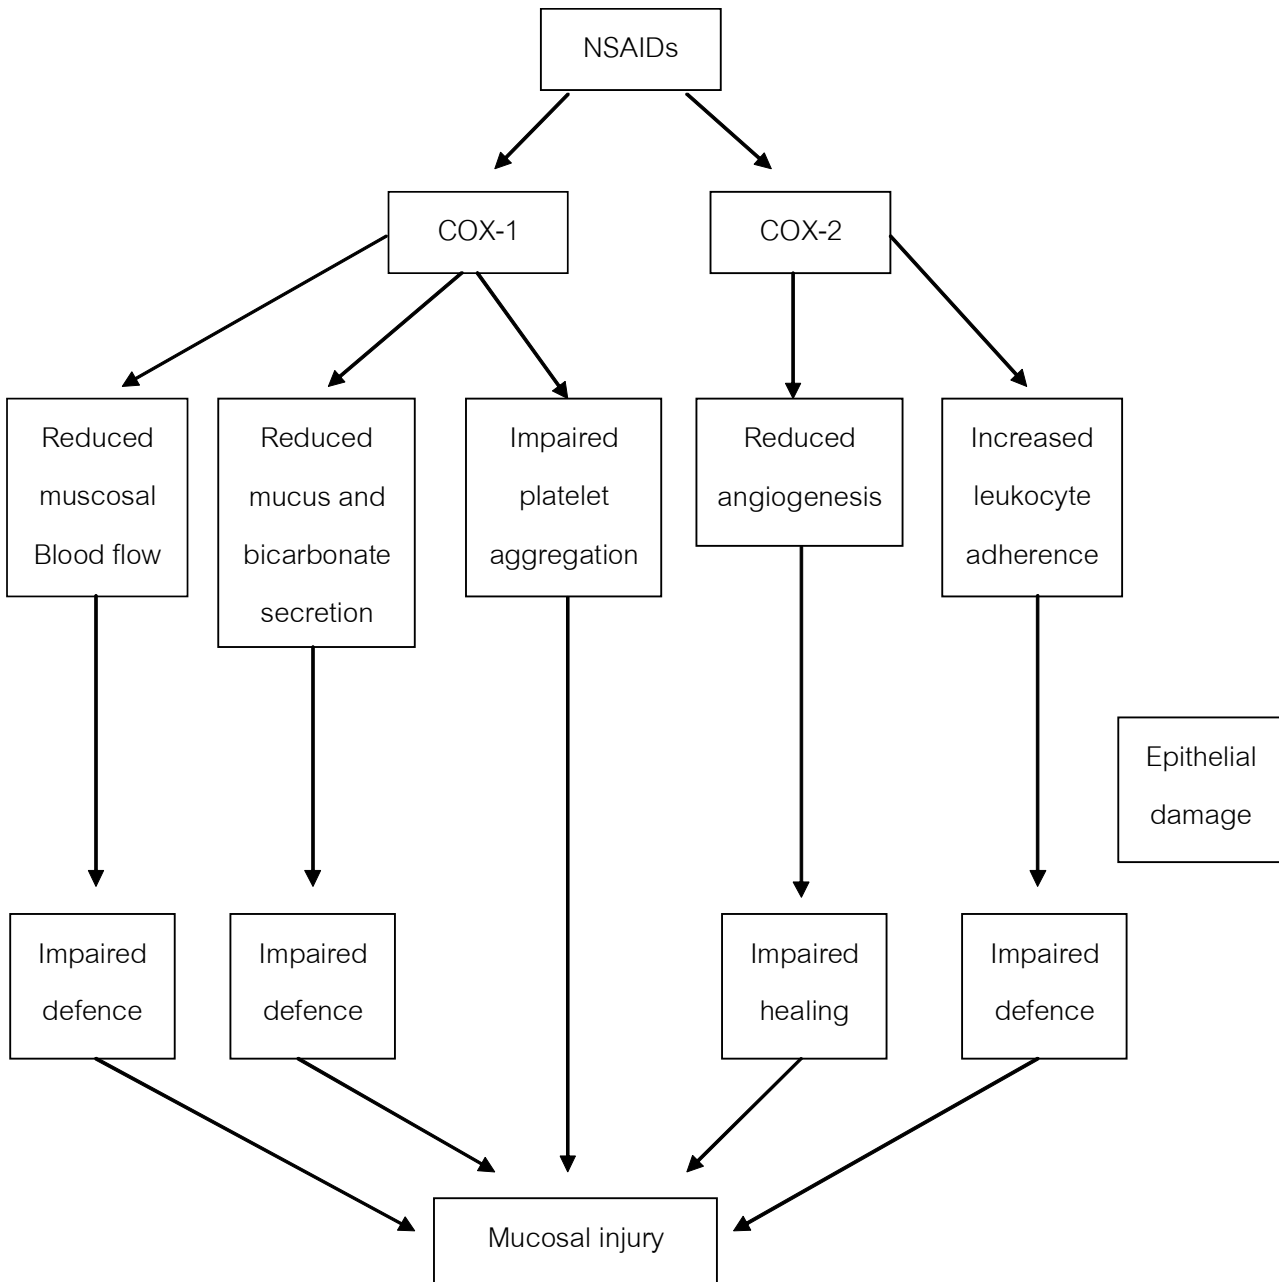 NSAIDs
COX-1
COX-2
Reduced
muscosal
Blood flow
Reduced
mucus and
bicarbonate
secretion
Impaired
platelet
aggregation
Reduced
angiogenesis
Increased
leukocyte
adherence
Epithelial
damage
Impaired
defence
Impaired
defence
Impaired
healing
Impaired
defence
Mucosal injury